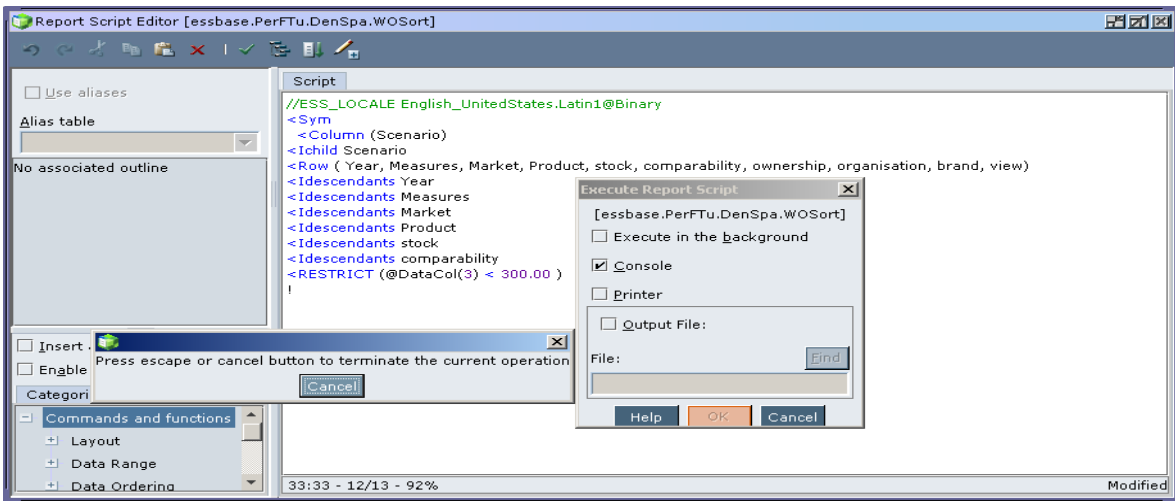 Report Script Editor [essbase.PerFTu.DenSpa.WOSort]
Use aliases
Alias table
No associated outline
Script
//ESS_LOCALE English_UnitedStates.Latin1@Binary
<Sym
<Column (Scenario)
<Ichild Scenario
<Row ( Year, Measures, Market, Product, stock, comparability, ownership, organisation, brand, view)
<Idescendants Year
<Idescendants Measures
<Idescendants Market
<Idescendants Product
<Idescendants stock
<Idescendants comparability
<RESTRICT (@DataCol(3) < 300.00 )
!
Execute Report Script
[essbase.PerFTu.DenSpa.WOSort]
Execute in the background
Console
Printer
Output File:
File:
Find
Help
OK
Cancel
Insert
Enable
Press escape or cancel button to terminate the current operation
Cancel
Categori
Commands and functions
Layout
Data Range
Data Ordering
33:33 - 12/13 - 92%
Modified